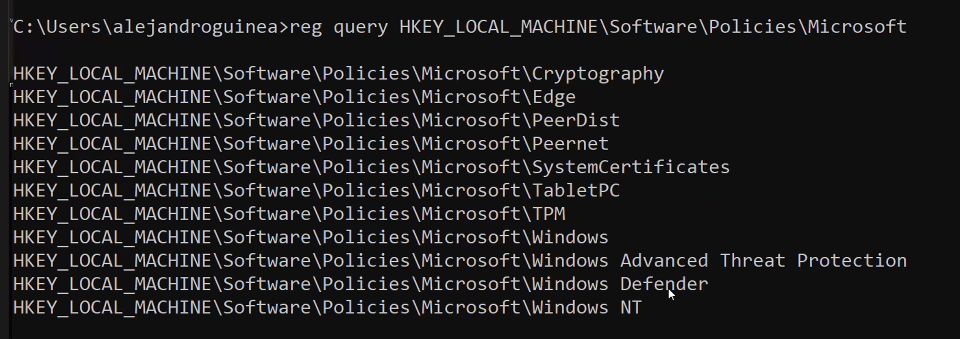 C:\Users\alejandroguinea>reg query HKEY_LOCAL_MACHINE\Software\Policies\Microsoft
HKEY_LOCAL_MACHINE\Software\Policies\Microsoft\Cryptography
HKEY_LOCAL_MACHINE\Software\Policies\Microsoft\Edge
HKEY_LOCAL_MACHINE\Software\Policies\Microsoft\PeerDist
HKEY_LOCAL_MACHINE\Software\Policies\Microsoft\Peernet
HKEY_LOCAL_MACHINE\Software\Policies\Microsoft\SystemCertificates
HKEY_LOCAL_MACHINE\Software\Policies\Microsoft\TabletPC
HKEY_LOCAL_MACHINE\Software\Policies\Microsoft\TPM
HKEY_LOCAL_MACHINE\Software\Policies\Microsoft\Windows
HKEY_LOCAL_MACHINE\Software\Policies\Microsoft\Windows Advanced Threat Protection
HKEY_LOCAL_MACHINE\Software\Policies\Microsoft\Windows Defender
HKEY_LOCAL_MACHINE\Software\Policies\Microsoft\Windows NT